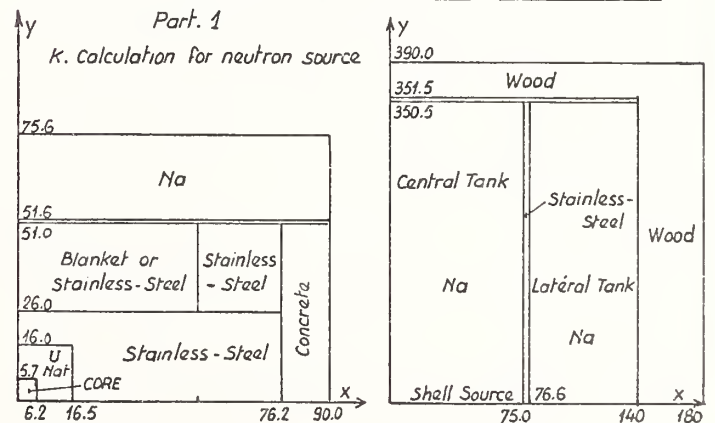 Part. 1
y
K. Calculation for neutron source
75.6
Na
51.6
51.0
Blanket or
Stainless-Steel
Stainless
-Steel
Concrete
26.0
16.0
U
Nat
Stainless-Steel
5.7
CORE
x
6.2
16.5
76.2
90.0
y
390.0
Wood
351.5
350.5
Central Tank
Stainless-
Steel
Wood
Na
Latéral Tank
Na
Shell Source
76.6
x
75.0
140
180